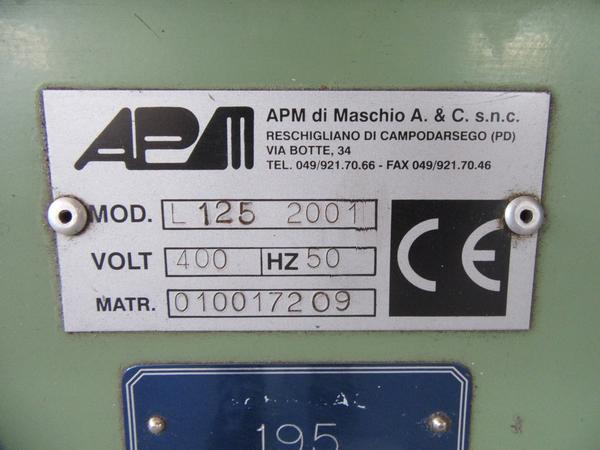 APM
APM di Maschio A. & C. s.n.c.
RESCHIGLIANO DI CAMPODARSEGO (PD)
VIA BOTTE, 34
TEL. 049/921.70.66 - FAX 049/921.70.46
MOD. L 125 2001
VOLT 400 HZ 50
MATR. 010017209
CE
195